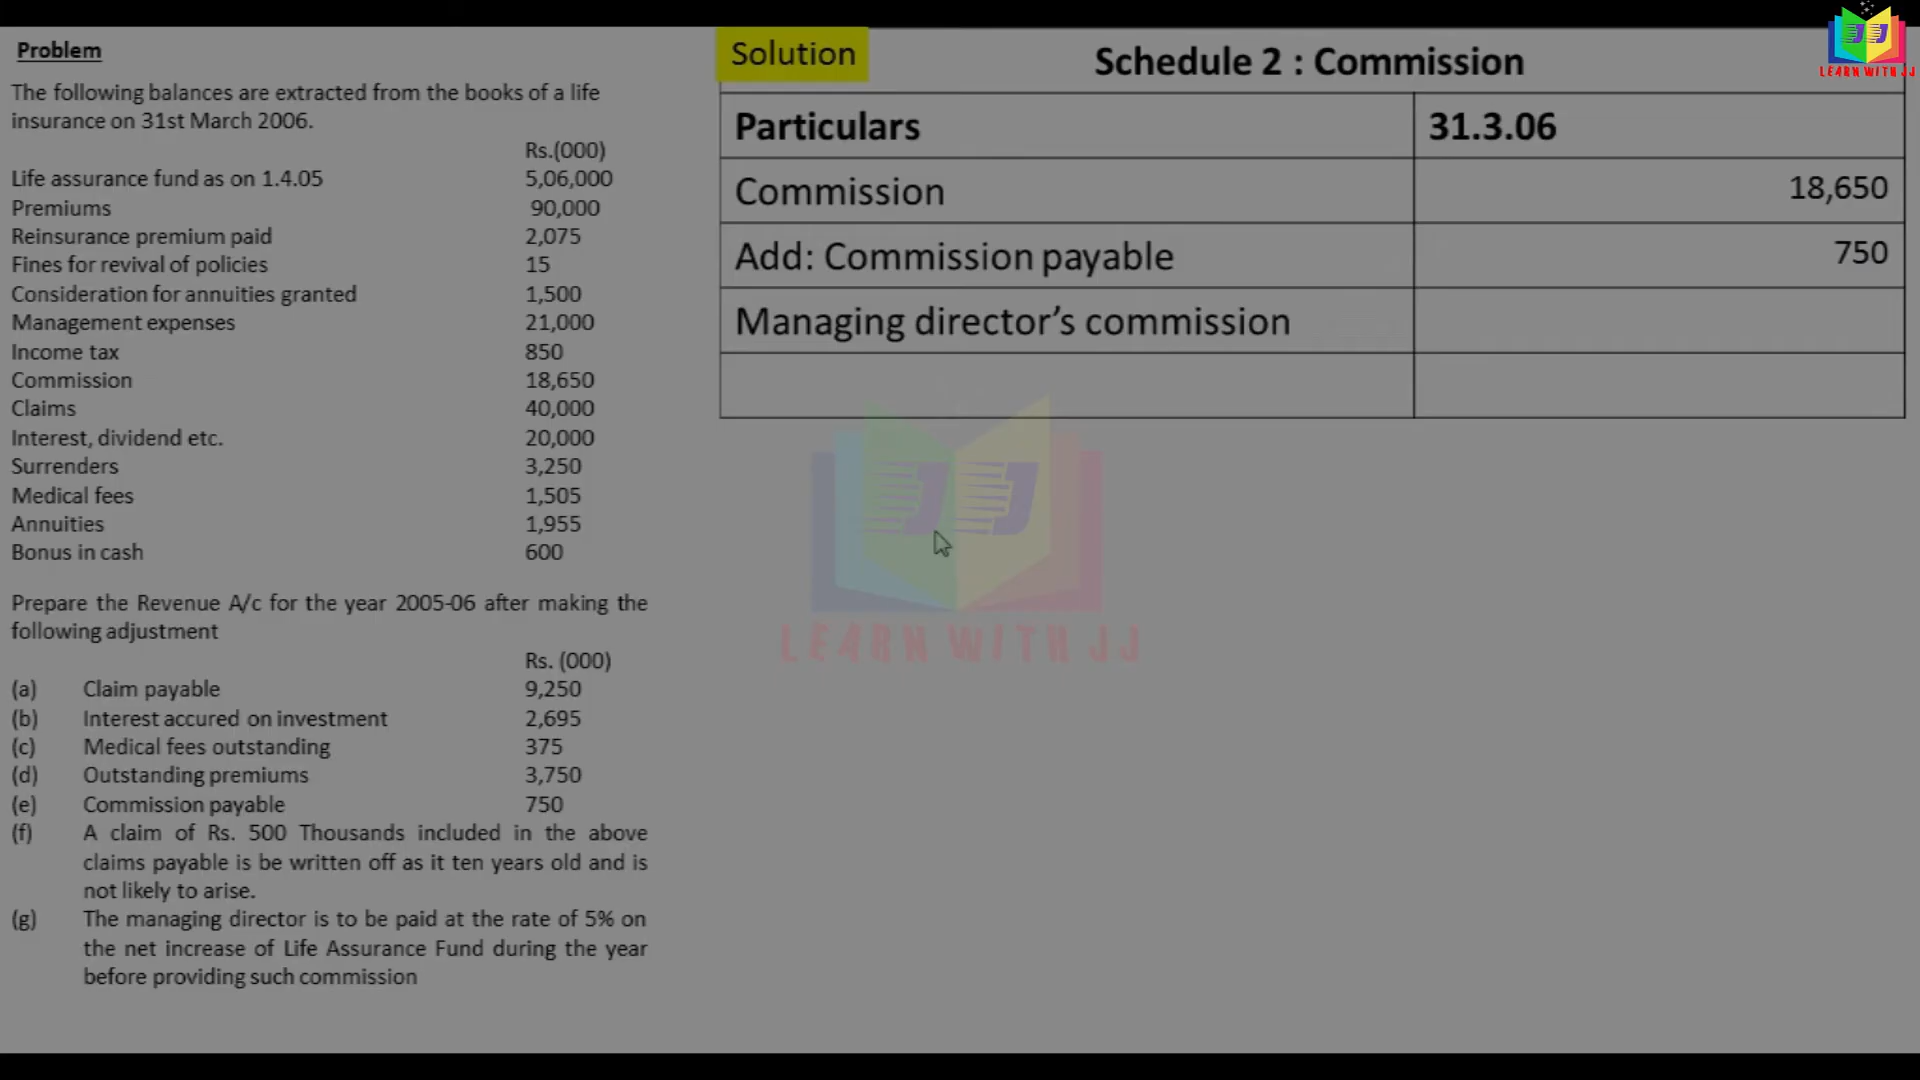 Problem
The following balances are extracted from the books of a life
insurance on 31st March 2006.
Rs.(000)
Life assurance fund as on 1.4.05 5,06,000
Premiums 90,000
Reinsurance premium paid 2,075
Fines for revival of policies 15
Consideration for annuities granted 1,500
Management expenses 21,000
Income tax 850
Commission 18,650
Claims 40,000
Interest, dividend etc. 20,000
Surrenders 3,250
Medical fees 1,505
Annuities 1,955
Bonus in cash 600
Prepare the Revenue A/c for the year 2005-06 after making the
following adjustment
Rs. (000)
(a) Claim payable 9,250
(b) Interest accured on investment 2,695
(c) Medical fees outstanding 375
(d) Outstanding premiums 3,750
(e) Commission payable 750
(f) A claim of Rs. 500 Thousands included in the above
claims payable is be written off as it ten years old and is
not likely to arise.
(g) The managing director is to be paid at the rate of 5% on
the net increase of Life Assurance Fund during the year
before providing such commission
Solution
Schedule 2 : Commission
Particulars 31.3.06
Commission 18,650
Add: Commission payable 750
Managing director's commission
JJ
LEARN WITH JJ
JJ
LEARN WITH JJ